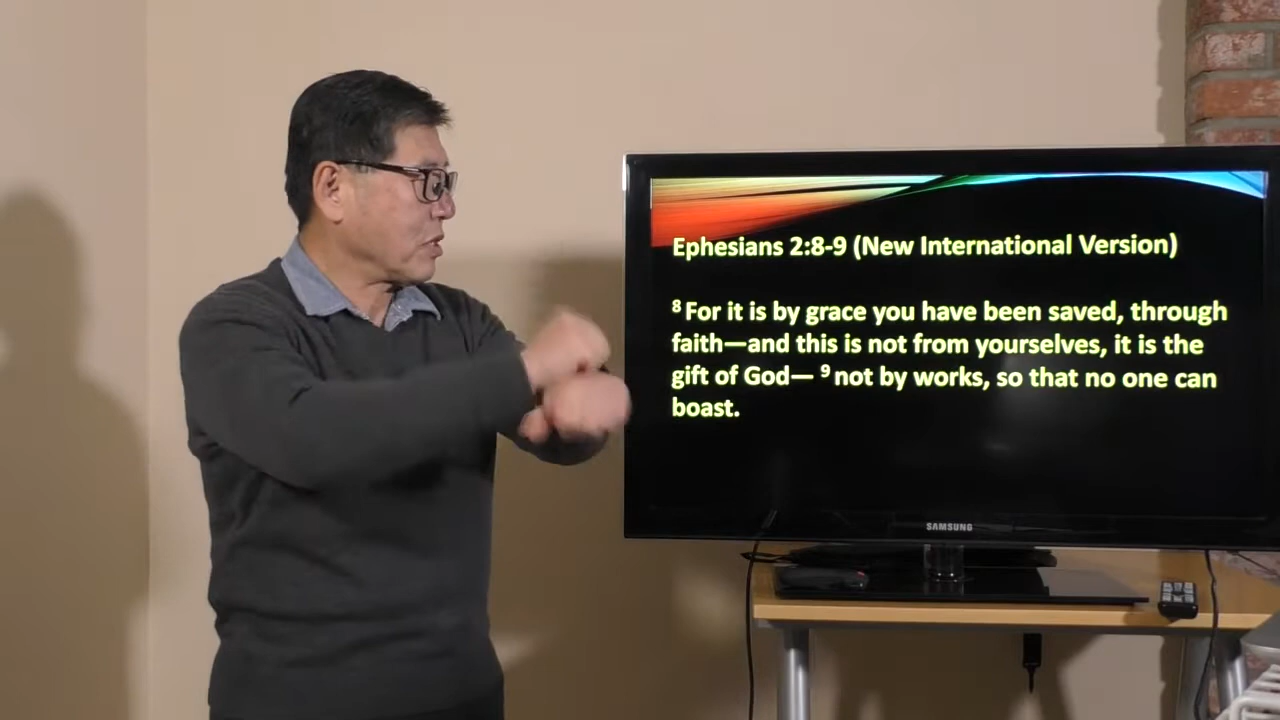 Ephesians 2:8-9 (New International Version)
⁸ For it is by grace you have been saved, through
faith—and this is not from yourselves, it is the
gift of God— ⁹ not by works, so that no one can
boast.
SAMSUNG